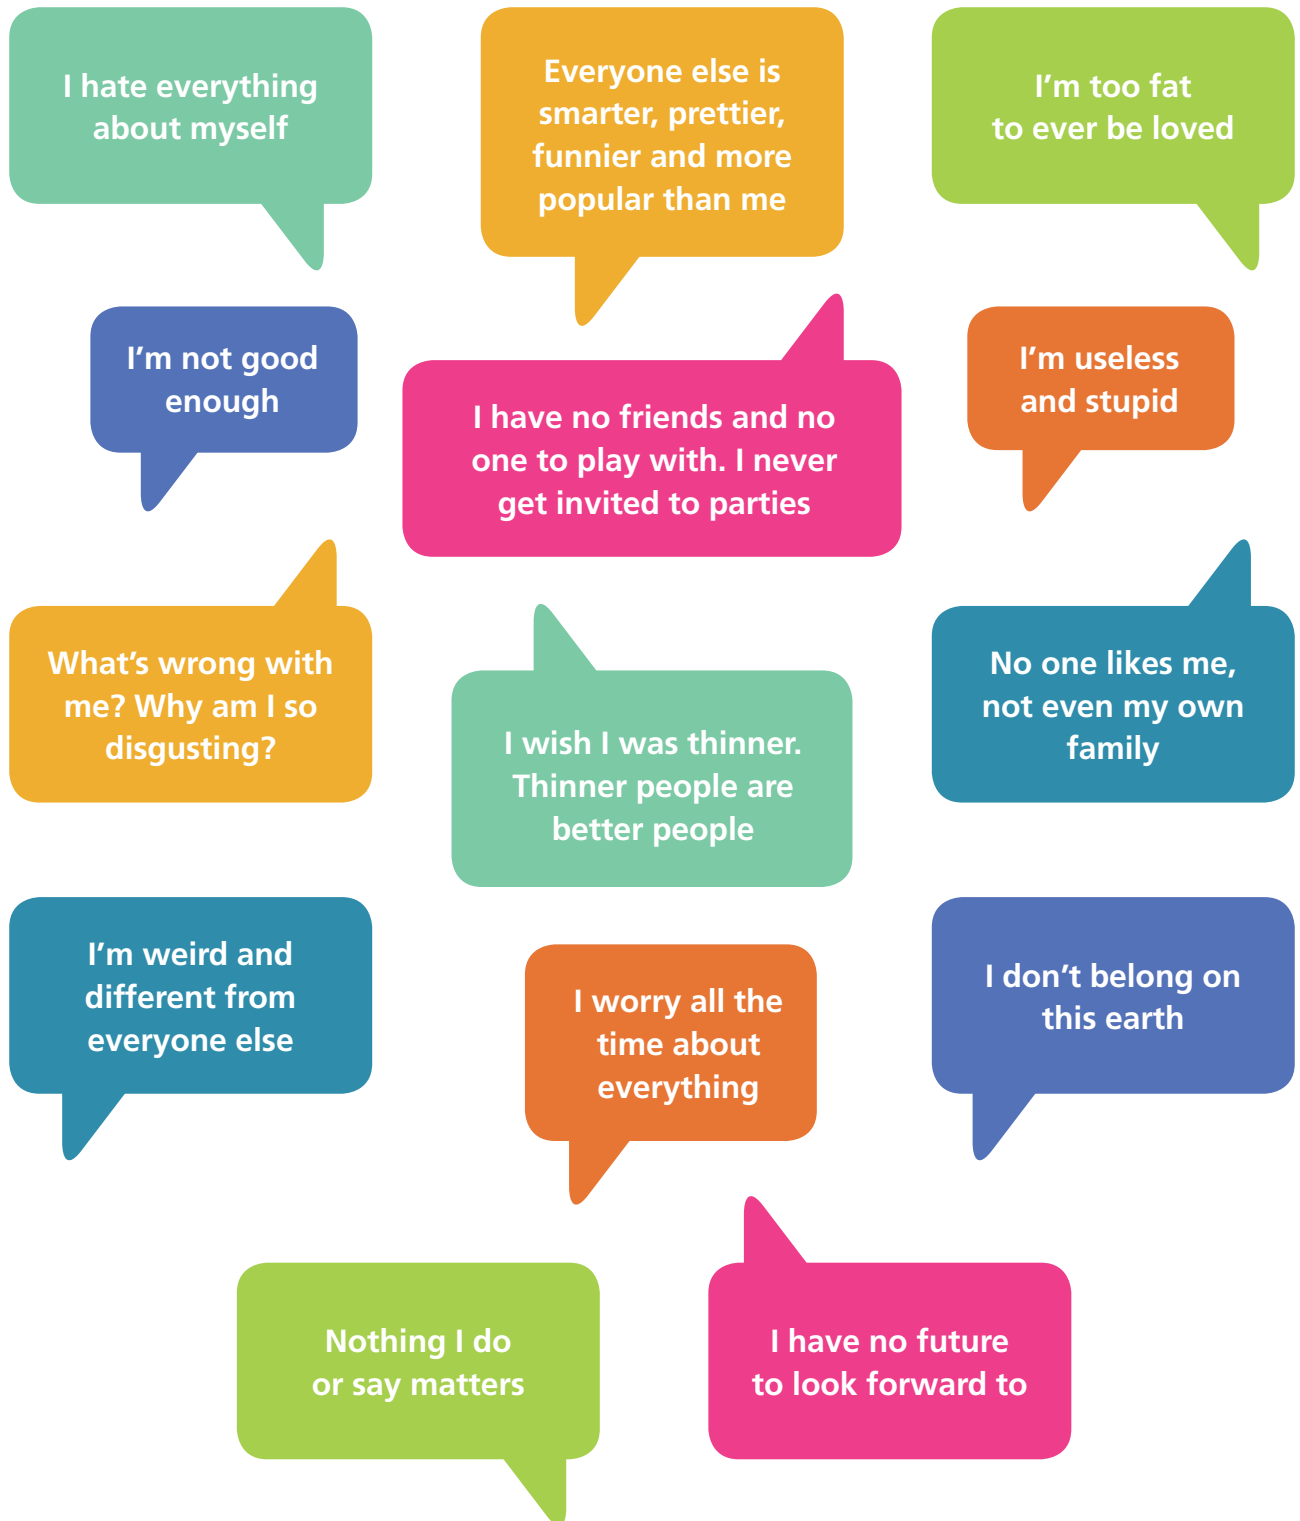 I hate everything
about myself
Everyone else is
smarter, prettier,
funnier and more
popular than me
I’m too fat
to ever be loved
I’m not good
enough
I have no friends and no
one to play with. I never
get invited to parties
I’m useless
and stupid
What’s wrong with
me? Why am I so
disgusting?
I wish I was thinner.
Thinner people are
better people
No one likes me,
not even my own
family
I’m weird and
different from
everyone else
I worry all the
time about
everything
I don’t belong on
this earth
Nothing I do
or say matters
I have no future
to look forward to